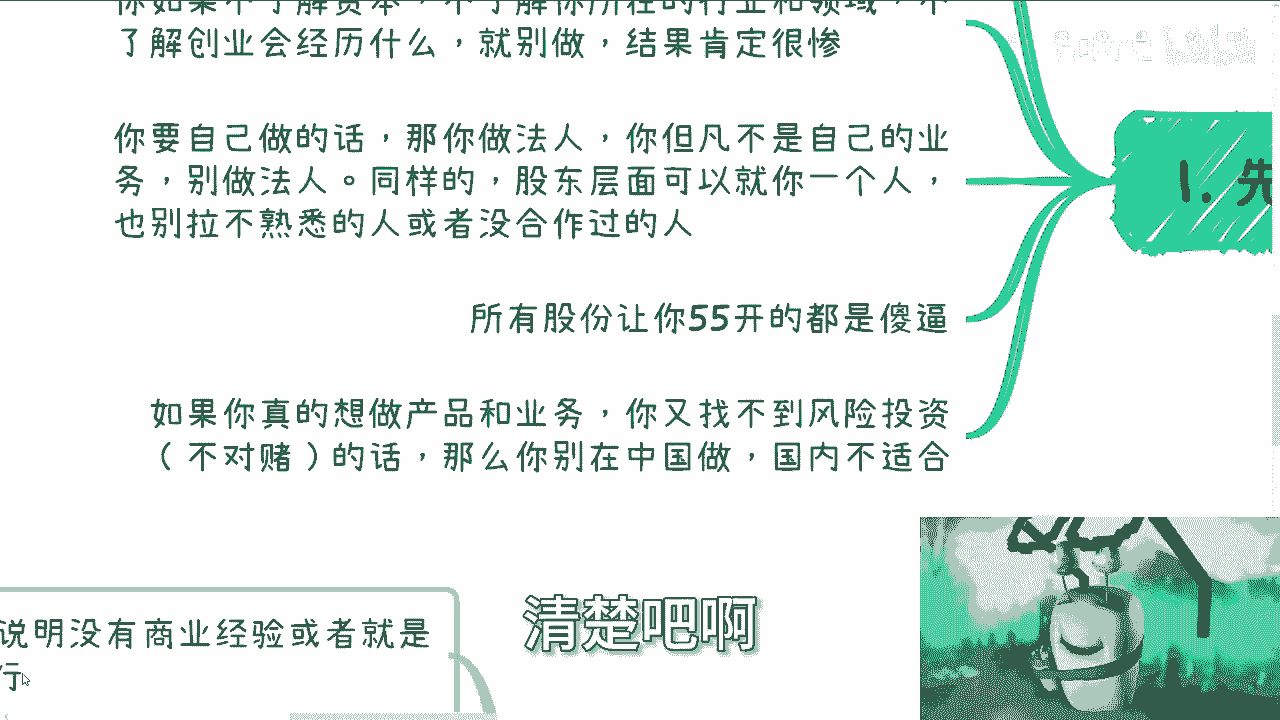 你如果不了解资本，不了解你所在的行业和领域，不
了解创业会经历什么，就别做，结果肯定很惨
你要自己做的话，那你做法人，你但凡不是自己的业
务，别做法人。同样的，股东层面可以就你一个人，
也别拉不熟悉的人或者没合作过的人
所有股份让你55开的都是傻逼
如果你真的想做产品和业务，你又找不到风险投资
（不对赌）的话，那么你别在中国做，国内不适合
1. 先
说明没有商业经验或者就是
行
清楚吧啊